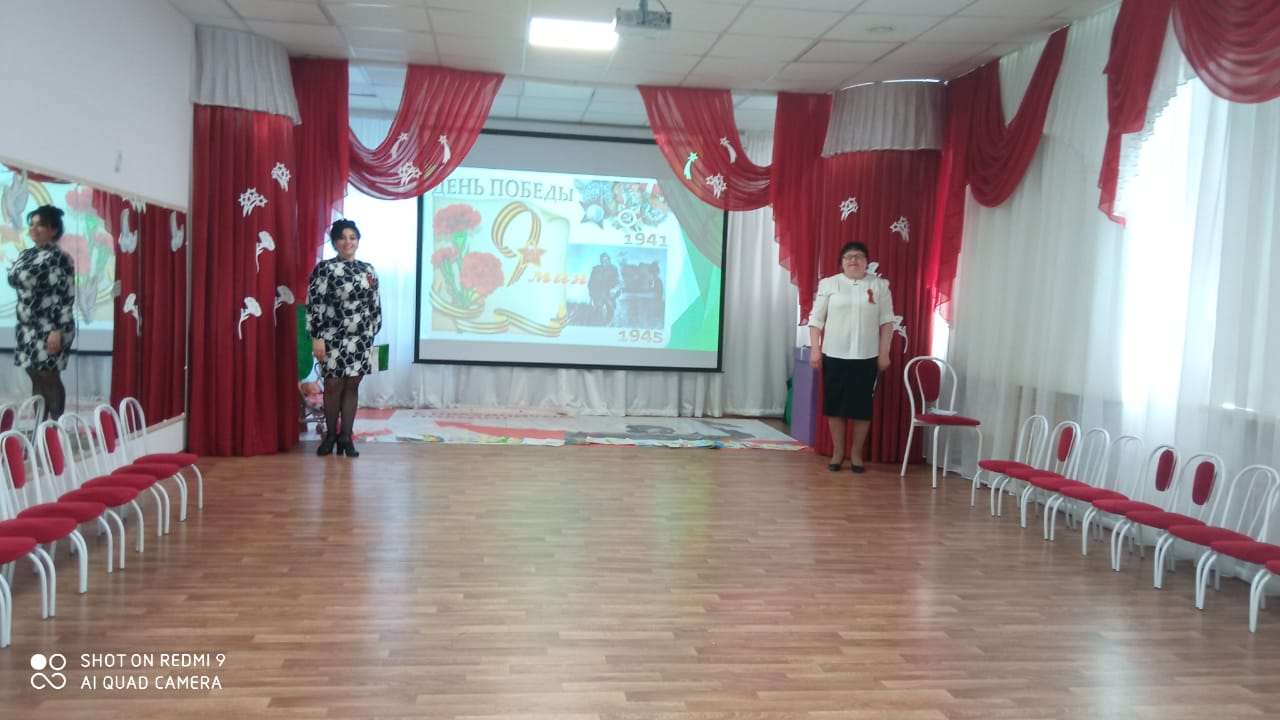 ДЕНЬ ПОБЕДЫ
1941
9
мая
1945
SHOT ON REDMI 9
AI QUAD CAMERA